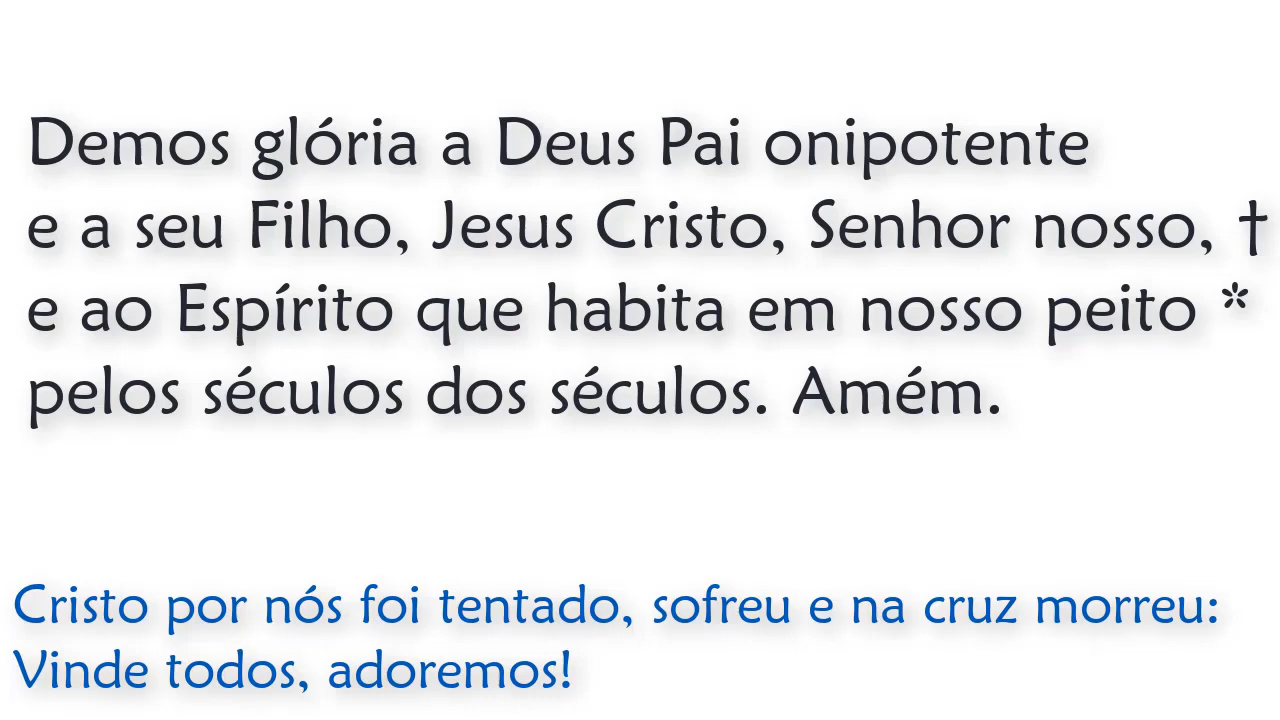 Demos glória a Deus Pai onipotente
e a seu Filho, Jesus Cristo, Senhor nosso, †
e ao Espírito que habita em nosso peito *
pelos séculos dos séculos. Amém.
Cristo por nós foi tentado, sofreu e na cruz morreu:
Vinde todos, adoremos!